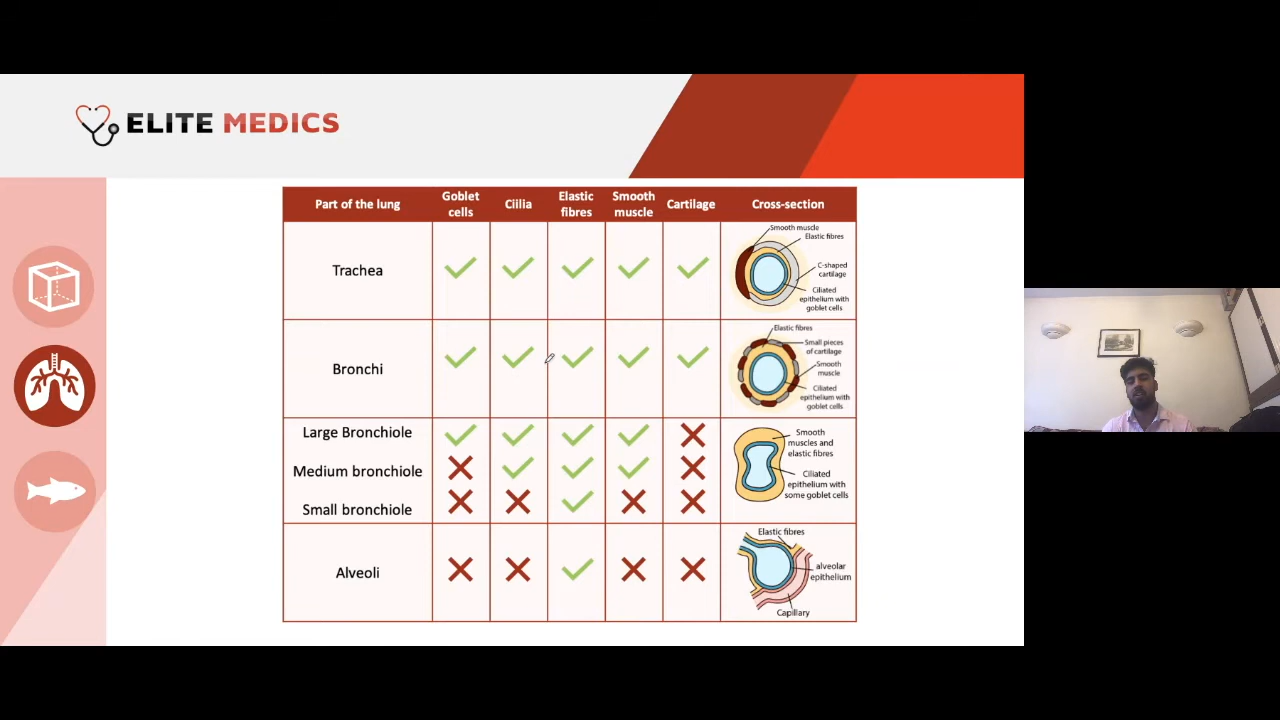 ELITE MEDICS
Part of the lung
Goblet
cells
Ciilia
Elastic
fibres
Smooth
muscle
Cartilage
Cross-section
Trachea
Smooth muscle
Elastic fibres
C-shaped
cartilage
Ciliated
epithelium with
goblet cells
Bronchi
Elastic fibres
Small pieces
of cartilage
Smooth
muscle
Ciliated
epithelium with
goblet cells
Large Bronchiole
Medium bronchiole
Small bronchiole
Smooth
muscles and
elastic fibres
Ciliated
epithelium with
some goblet cells
Alveoli
Elastic fibres
alveolar
epithelium
Capillary